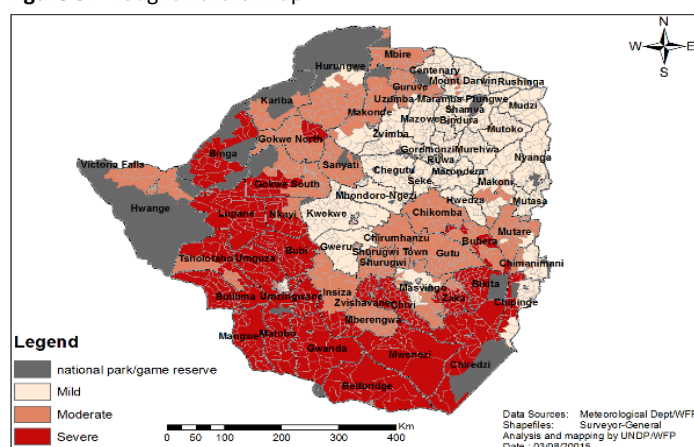 N
W E
S
Mbire
Hurungwe
Centenary
Mount Darwin
Rushinga
Guruve
Kariba
Uzumba
Maramba-Pfungwe
Shamva
Mudzi
Makonde
Mazowe
Bindura
Mutoko
Gokwe North
Zvimba
Binga
Goromonzi
Murehwa
Nyanga
Victoria Falls
Sanyati
Ruwa
Chegutu
Seke
Marondera
Makoni
Gokwe South
Mhondoro-Ngezi
Hwedza
Mutasa
Hwange
Lupane
Nkayi
Kwekwe
Chikomba
Mutare
Chirumhanzu
Buhera
Bubi
Gweru
Shurugwi Town
Gutu
Chimanimani
Tsholotsho
Umguza
Shurugwi
Bikita
Insiza
Masvingo
Bulilima
Umzingwane
Zvishavane
Chivi
Zaka
Chipinge
Mberengwa
Mangwe
Matobo
Gwanda
Mwenezi
Chiredzi
Beitbridge
Legend
national park/game reserve
Mild
Moderate
Severe
Km
0 50 100 200 300 400
Data Sources: Meteorological Dept/WFP
Shapefiles: Surveyor-General
Analysis and mapping by UNDP/WFP
Date : 03/08/20015